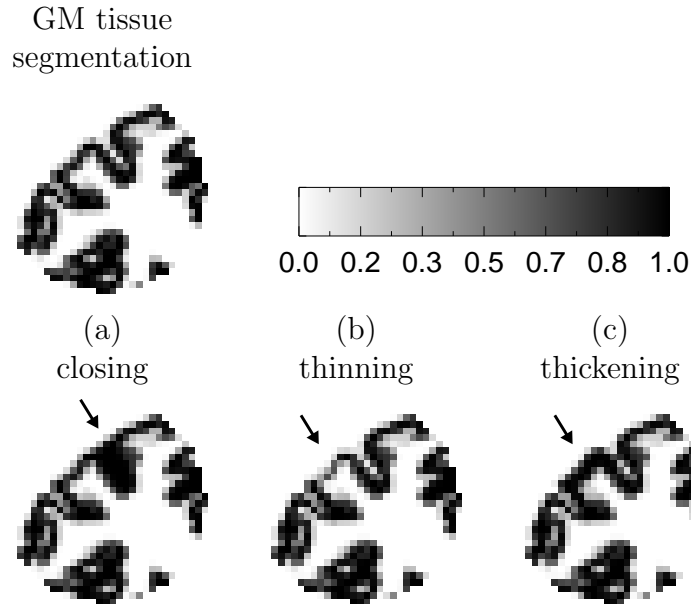 GM tissue
segmentation
0.0 0.2 0.3 0.5 0.7 0.8 1.0
(a)
closing
(b)
thinning
(c)
thickening